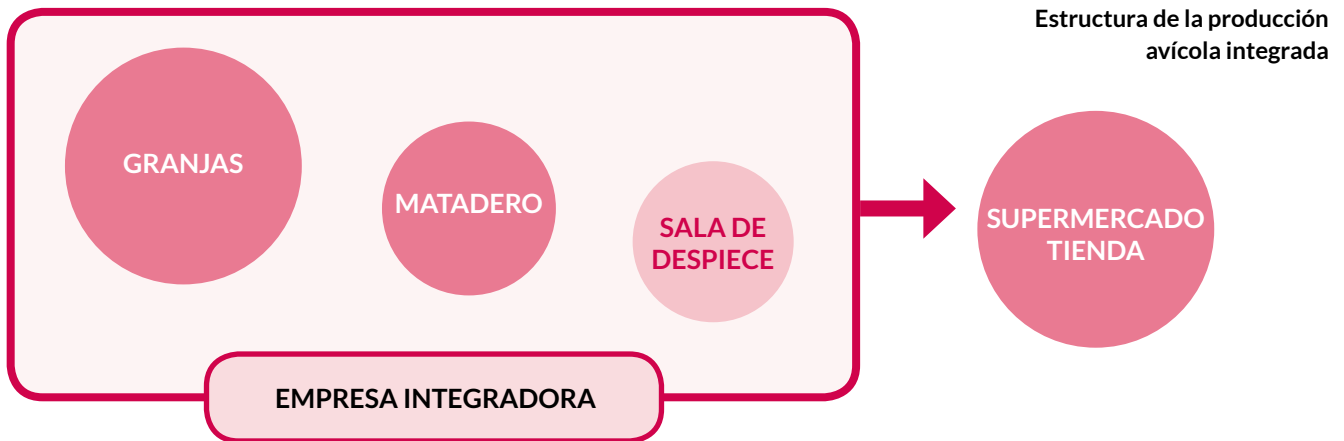 Estructura de la producción
avícola integrada
GRANJAS
MATADERO
SALA DE
DESPIECE
SUPERMERCADO
TIENDA
EMPRESA INTEGRADORA